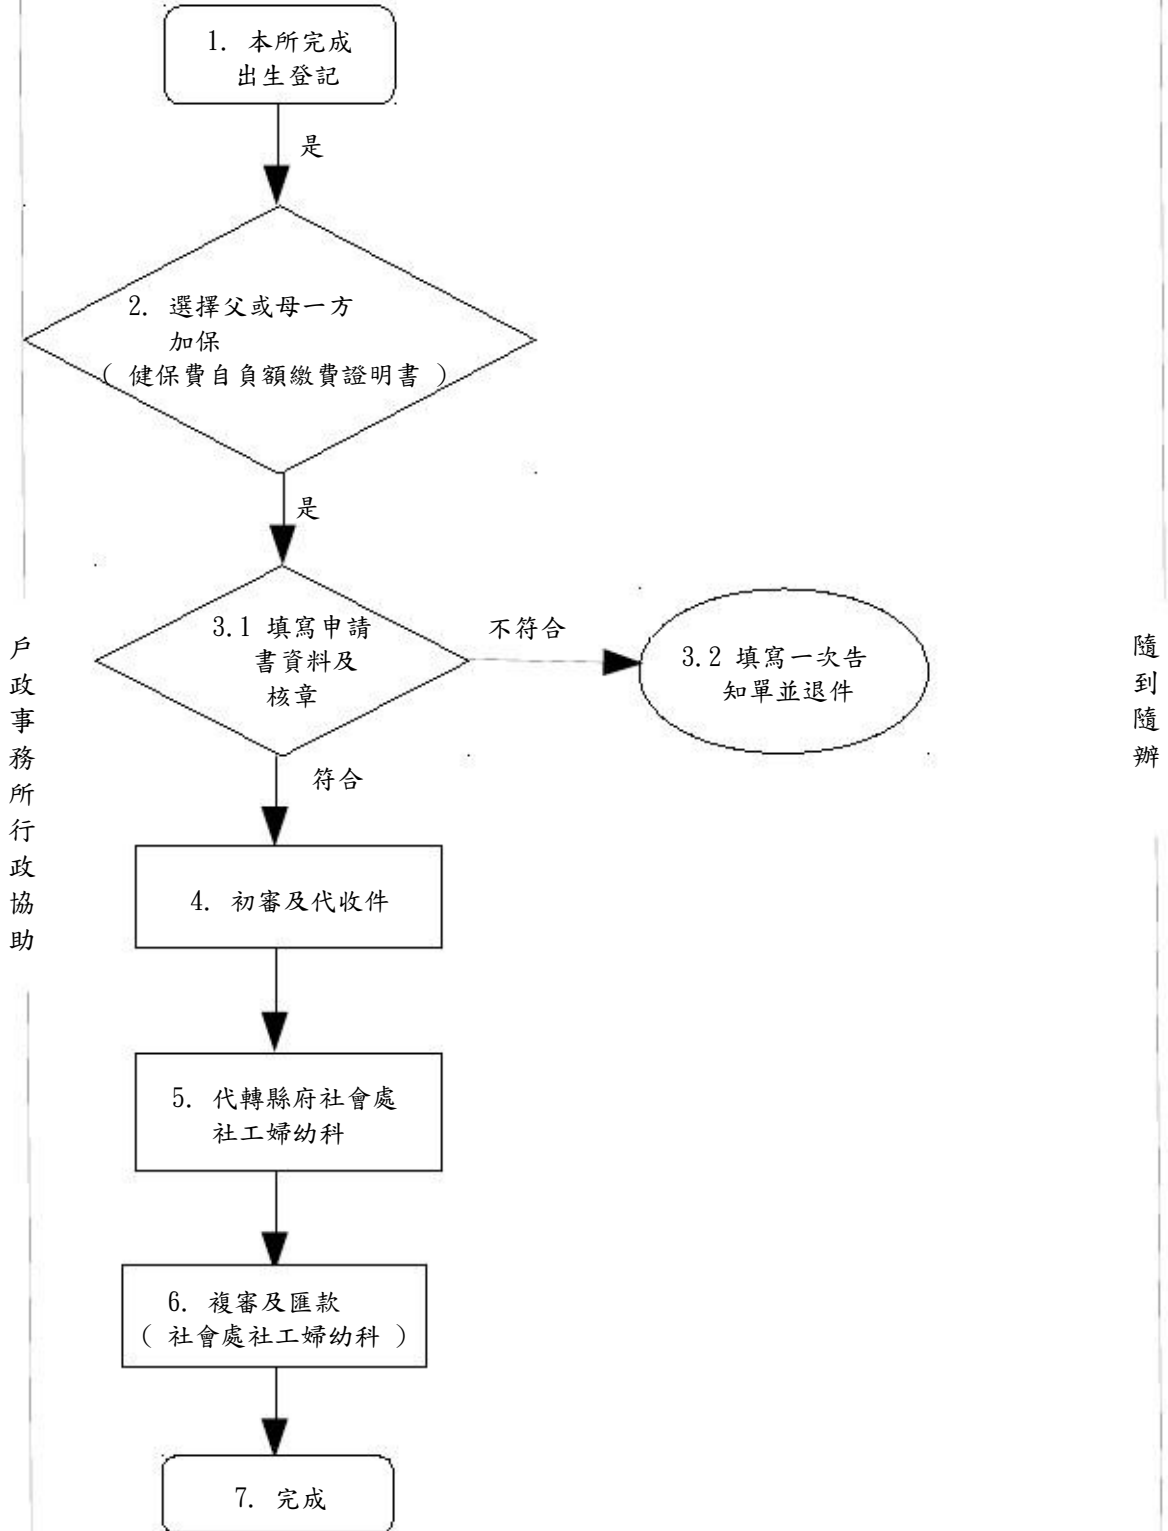 1. 本所完成
出生登記
是
2. 選擇父或母一方
加保
( 健保費自負額繳費證明書 )
是
3.1 填寫申請
書資料及
核章
不符合
3.2 填寫一次告
知單並退件
符合
戶政事務所行政協助
隨到隨辦
4. 初審及代收件
5. 代轉縣府社會處
社工婦幼科
6. 複審及匯款
( 社會處社工婦幼科 )
7. 完成